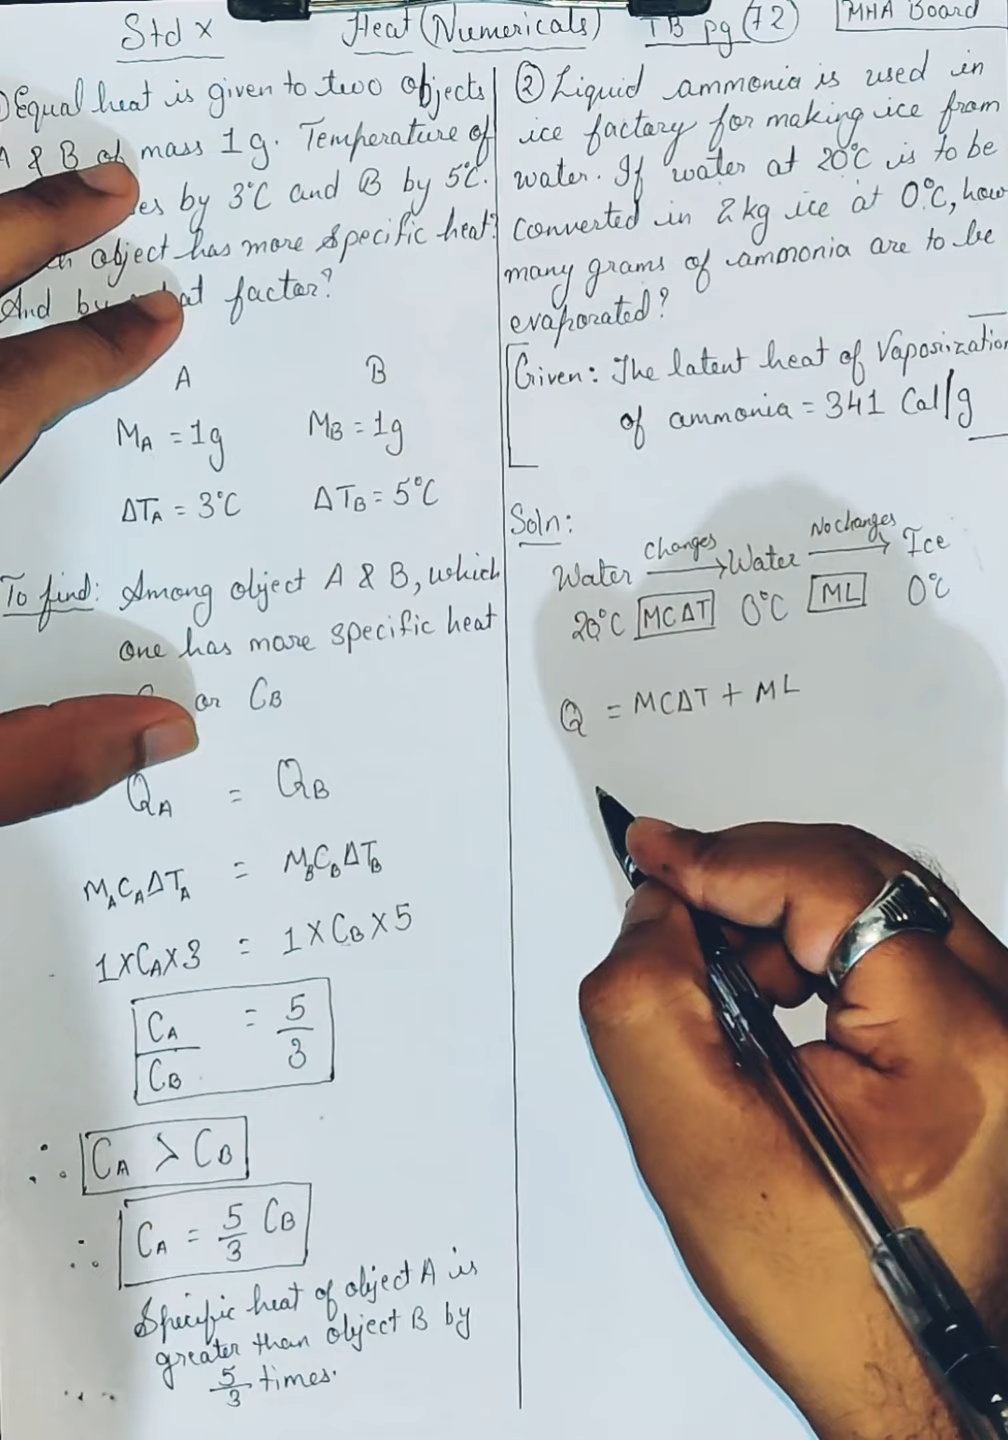 Std X Heat (Numericals) TB pg 72 MHA Board
Equal heat is given to two objects
A & B of mass 1g. Temperature of
by 3°C and B by 5°C.
object has more specific heat?
And by what factor?
A B
MA = 1g MB = 1g
ΔTA = 3°C ΔTB = 5°C
To find: Among object A & B, which
one has more specific heat
or CB
QA = QB
MACAΔTA = MBCBΔTB
1×CA×3 = 1×CB×5
CA/CB = 5/3
∴ CA > CB
∴ CA = 5/3 CB
Specific heat of object A is
greater than object B by
5/3 times.
② Liquid ammonia is used in
ice factory for making ice from
water. If water at 20°C is to be
converted in 2 kg ice at 0°C, how
many grams of ammonia are to be
evaporated?
Given: The latent heat of vaporization
of ammonia = 341 Cal/g
Soln:
Water Changes → Water No changes → Ice
20°C MCΔT 0°C ML 0°C
Q = MCΔT + ML